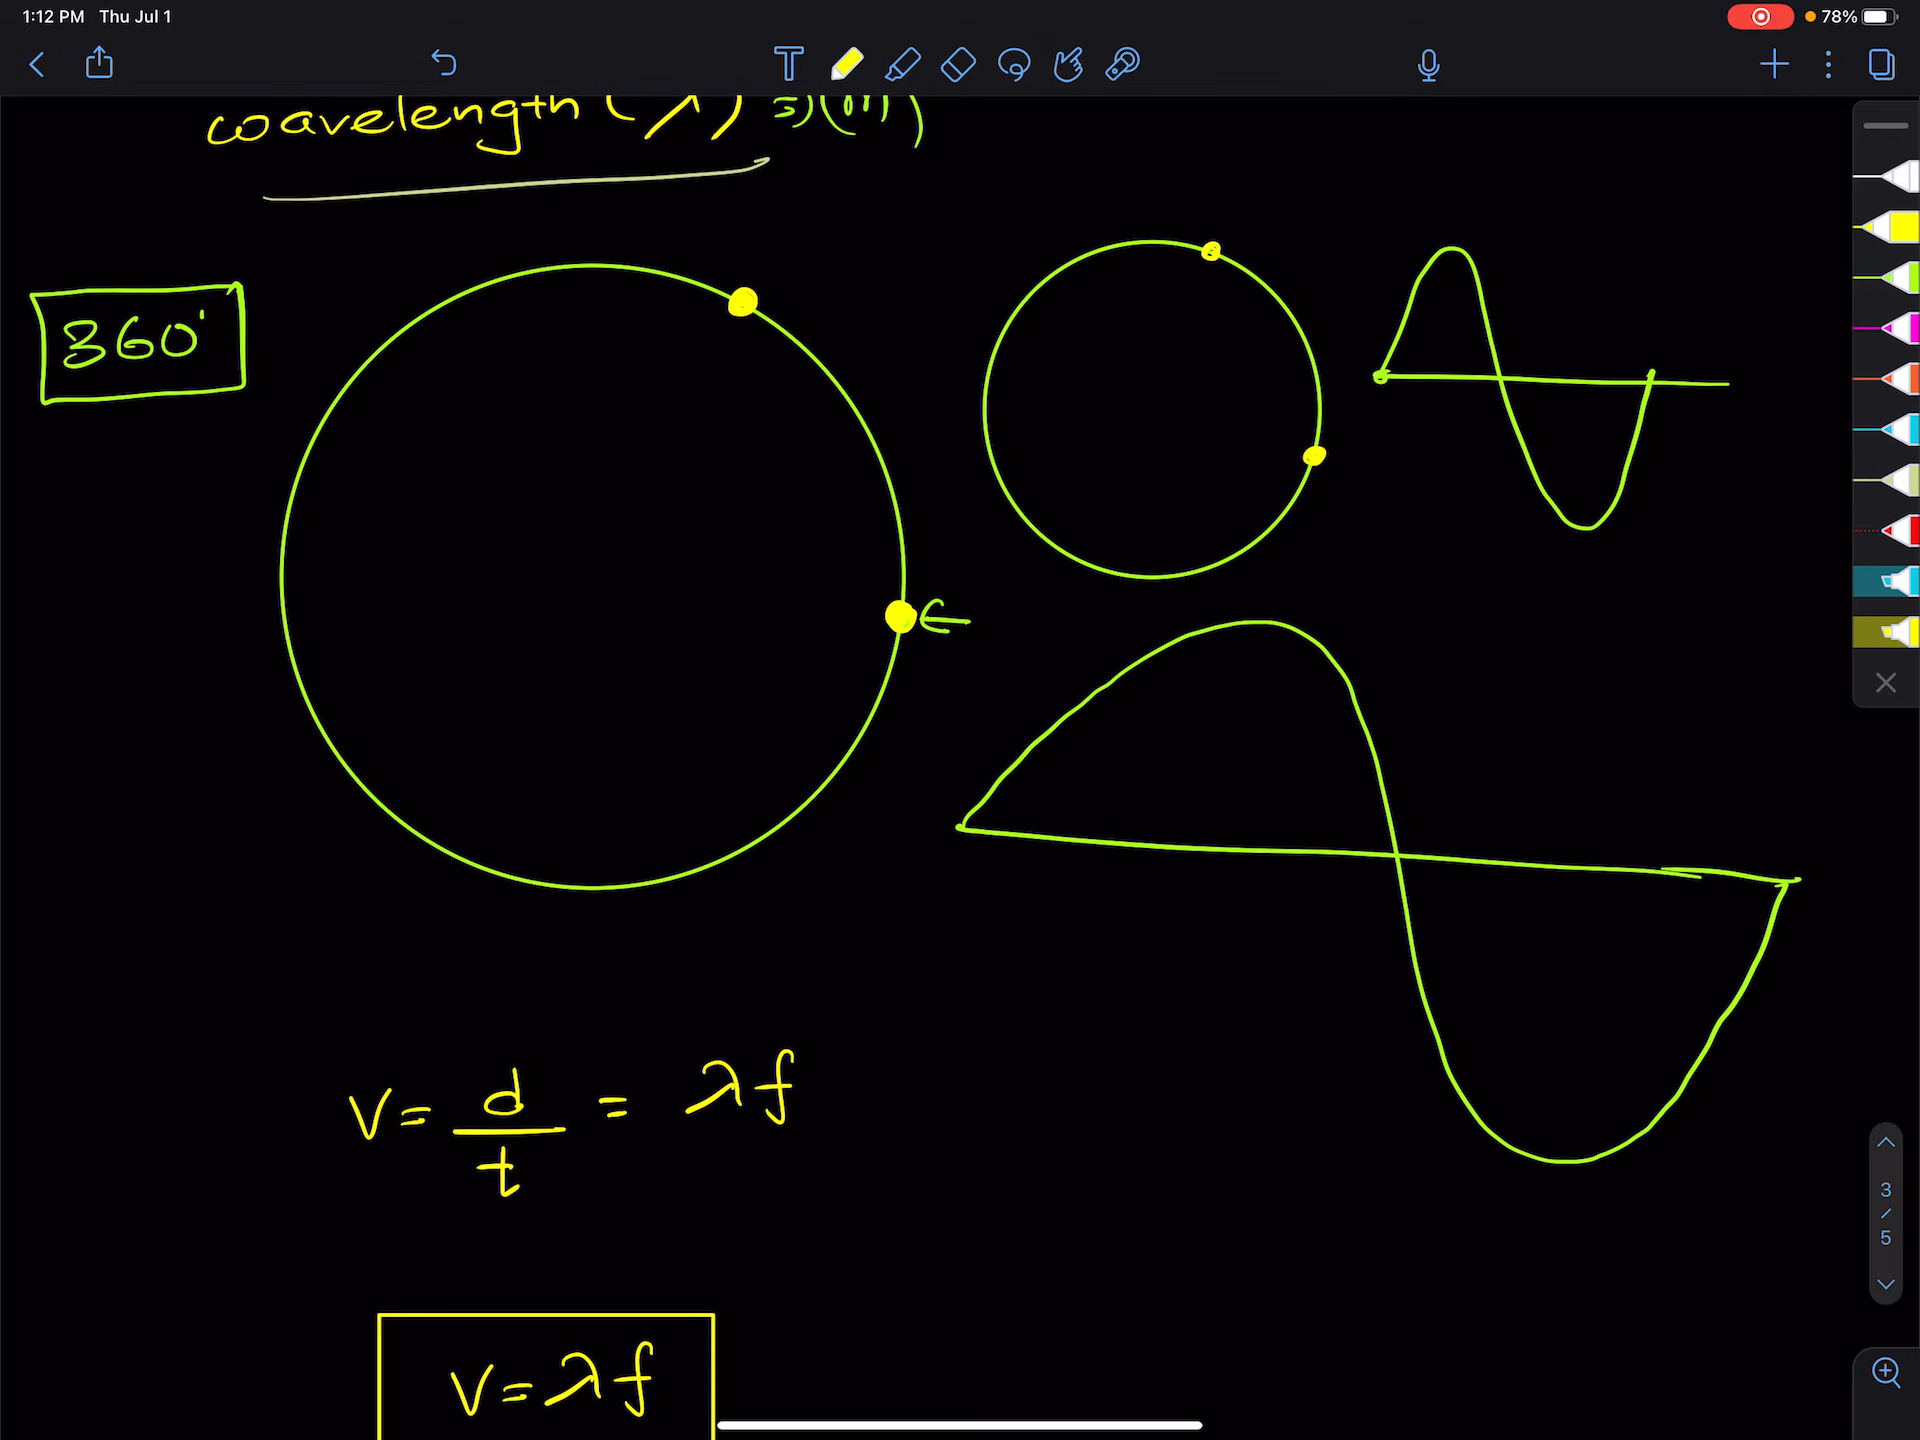 1:12 PM Thu Jul 1
78%
wavelength (λ) ⇒ (m)
360°
V = d/t = λf
3
/
5
V = λf